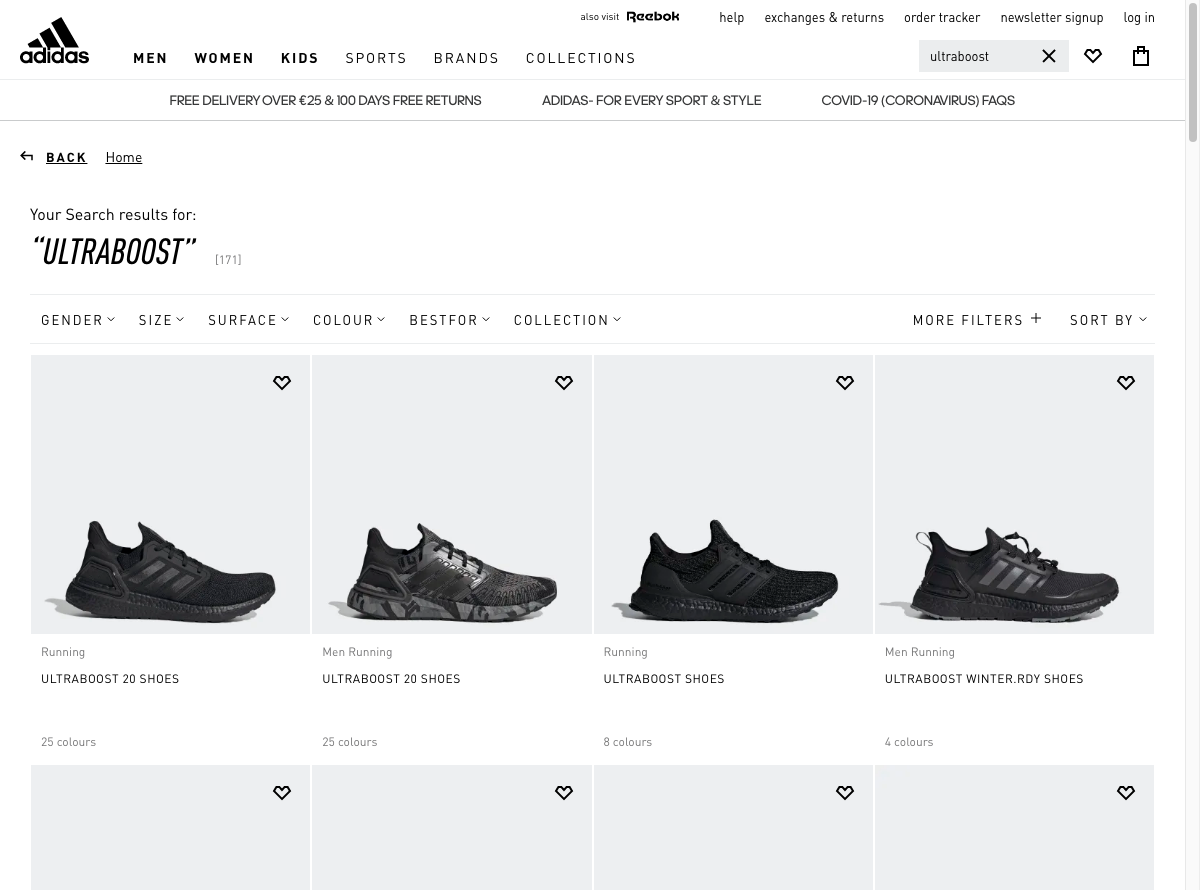 also visit Reebok help exchanges & returns order tracker newsletter signup log in
adidas MEN WOMEN KIDS SPORTS BRANDS COLLECTIONS ultraboost
FREE DELIVERY OVER €25 & 100 DAYS FREE RETURNS ADIDAS- FOR EVERY SPORT & STYLE COVID-19 (CORONAVIRUS) FAQS
BACK Home
Your Search results for:
“ULTRABOOST” [171]
GENDER SIZE SURFACE COLOUR BESTFOR COLLECTION MORE FILTERS SORT BY
Running Men Running Running Men Running
ULTRABOOST 20 SHOES ULTRABOOST 20 SHOES ULTRABOOST SHOES ULTRABOOST WINTER.RDY SHOES
25 colours 25 colours 8 colours 4 colours